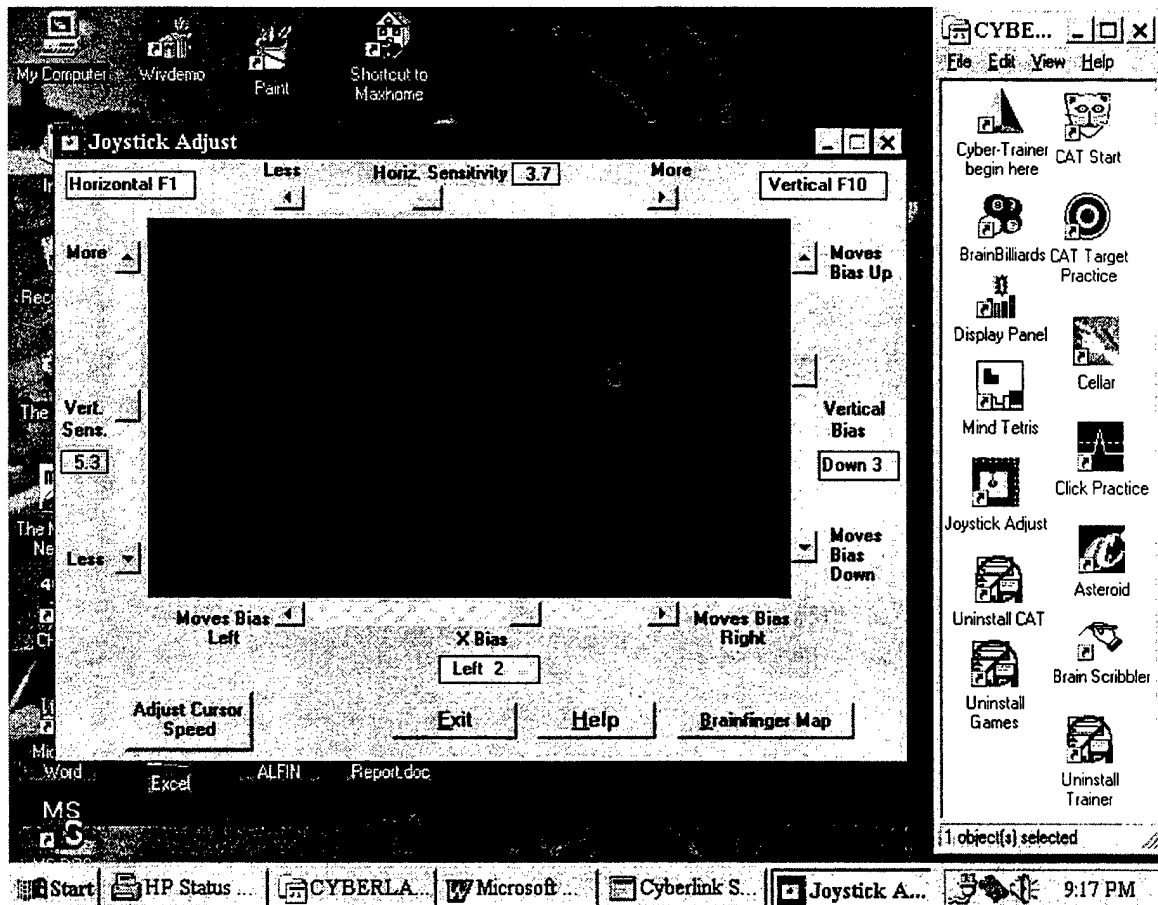 My Computer
Wivdemo
Paint
Shortcut to
Maxhome
Joystick Adjust
Horizontal F1
Less
Horiz. Sensitivity 3.7
More
Vertical F10
More
Moves
Bias Up
Vert.
Sens.
5.3
Vertical
Bias
Down 3
Less
Moves
Bias
Down
Moves Bias
Left
X Bias
Left 2
Moves Bias
Right
Adjust Cursor
Speed
Exit
Help
Brainfinger Map
The
Word
Excel
ALFIN
Report.doc
MS
CYBE...
File Edit View Help
Cyber-Trainer
begin here
CAT Start
BrainBilliards
CAT Target
Practice
Display Panel
Cellar
Mind Tetris
Click Practice
Joystick Adjust
Asteroid
Uninstall CAT
Brain Scribbler
Uninstall
Games
Uninstall
Trainer
1 object(s) selected
Start
HP Status ...
CYBERLA...
Microsoft ...
Cyberlink S...
Joystick A...
9:17 PM